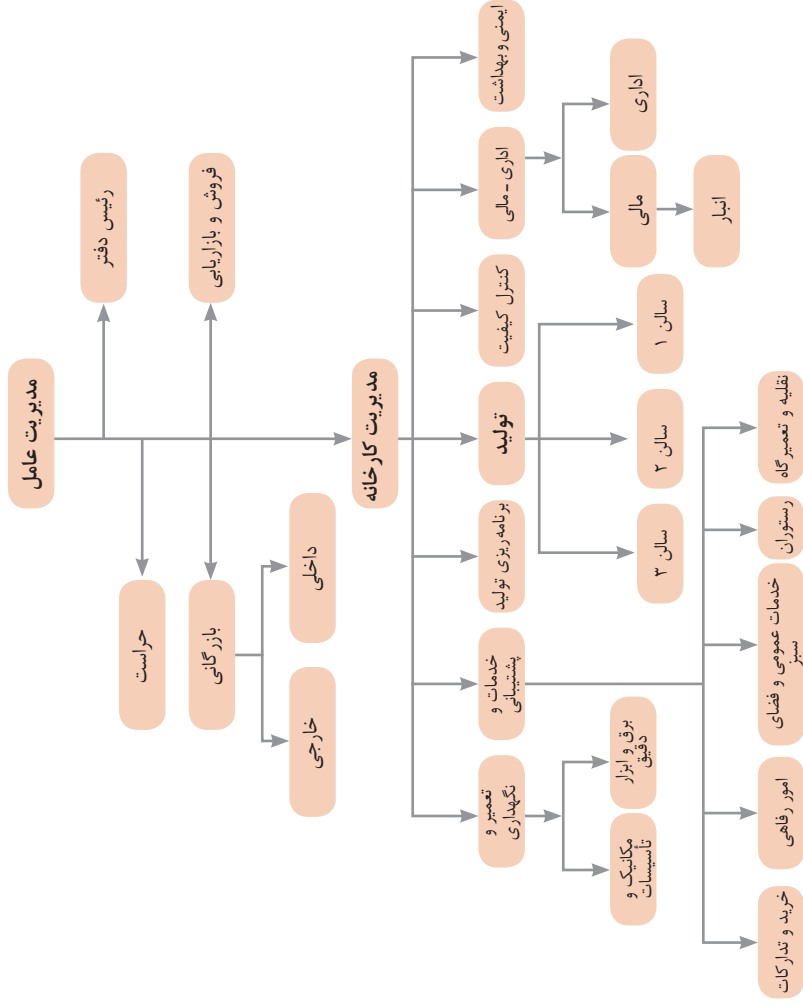 مدیریت عامل
رئیس دفتر
حراست
فروش و بازاریابی
بازرگانی
داخلی
خارجی
مدیریت کارخانه
ایمنی و بهداشت
اداری - مالی
کنترل کیفیت
تولید
برنامه ریزی تولید
خدمات و
پشتیبانی
تعمیر و
نگهداری
اداری
مالی
انبار
سالن ۱
سالن ۲
سالن ۳
برق و ابزار
دقیق
مکانیک و
تأسیسات
نقلیه و تعمیرگاه
رستوران
خدمات عمومی و فضای
سبز
امور رفاهی
خرید و تدارکات